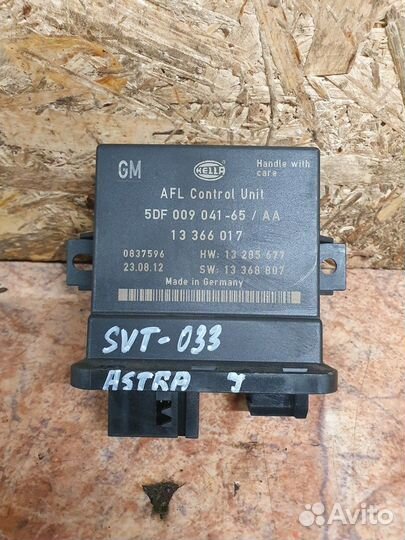 GM
HELLA
Handle with
care
AFL Control Unit
5DF 009 041-65 / AA
13 366 017
0837596
HW: 13 285 677
23.08.12
SW: 13 368 807
Made in Germany
SVT-033
ASTRA
Avito